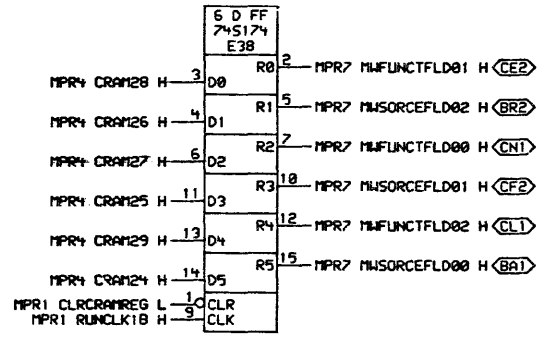 6 D FF
74S174
E38
R0 2 MPR7 MWFUNCTFLD01 H CE2
MPR4 CRAM28 H 3 D0
R1 5 MPR7 MWSORCEFLD02 H BR2
MPR4 CRAM26 H 4 D1
R2 7 MPR7 MWFUNCTFLD00 H CN1
MPR4 CRAM27 H 6 D2
R3 10 MPR7 MWSORCEFLD01 H CF2
MPR4 CRAM25 H 11 D3
R4 12 MPR7 MWFUNCTFLD02 H CL1
MPR4 CRAM29 H 13 D4
R5 15 MPR7 MWSORCEFLD00 H BA1
MPR4 CRAM24 H 14 D5
MPR1 CLRCRAMREG L 1 CLR
MPR1 RUNCLK1B H 9 CLK